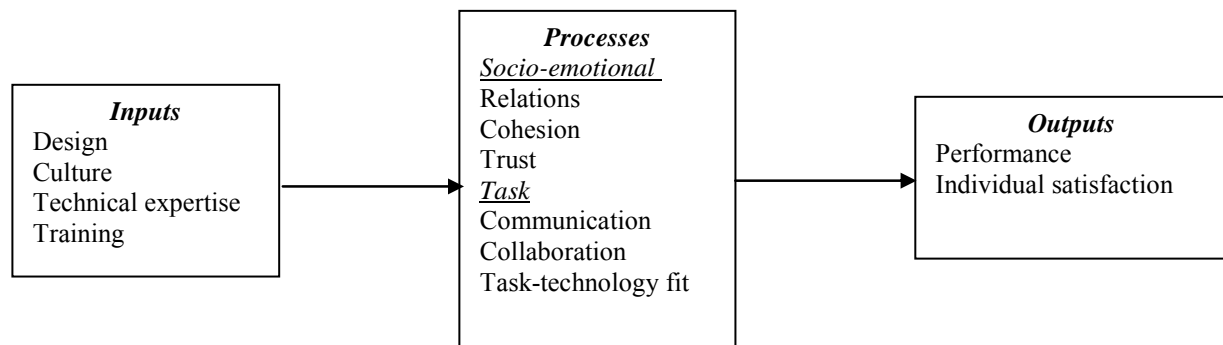 Inputs
Design
Culture
Technical expertise
Training
Processes
Socio-emotional
Relations
Cohesion
Trust
Task
Communication
Collaboration
Task-technology fit
Outputs
Performance
Individual satisfaction